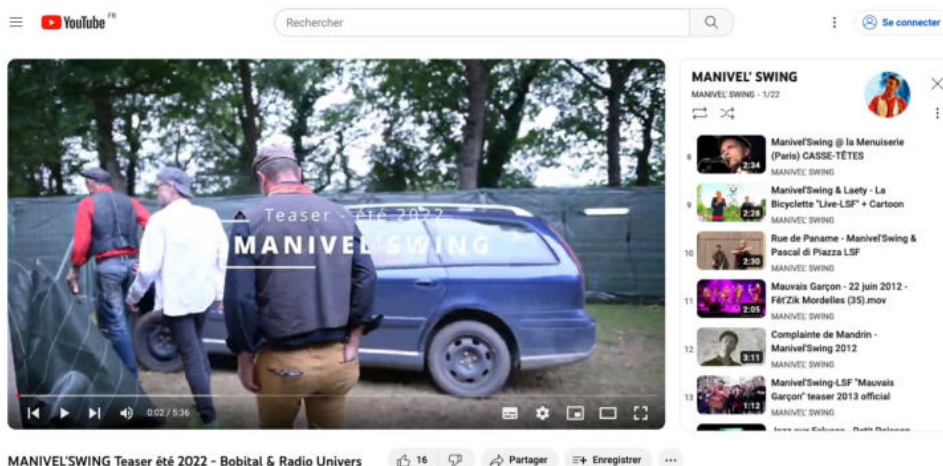 YouTube FR
Rechercher
Se connecter
Teaser - été 2022
MANIVEL'SWING
0:02 / 5:36
MANIVEL'SWING Teaser été 2022 - Bobital & Radio Univers
16
Partager
Enregistrer
MANIVEL' SWING
MANIVEL' SWING - 1/22
8
2:34
Manivel'Swing @ la Menuiserie
(Paris) CASSE-TÊTES
MANIVEL' SWING
9
2:28
Manivel'Swing & Laety - La
Bicyclette "Live-LSF" + Cartoon
MANIVEL' SWING
10
2:30
Rue de Paname - Manivel'Swing &
Pascal di Piazza LSF
MANIVEL' SWING
11
2:05
Mauvais Garçon - 22 juin 2012 -
Fêt'Zik Mordelles (35).mov
MANIVEL' SWING
12
3:11
Complainte de Mandrin -
Manivel'Swing 2012
MANIVEL' SWING
13
1:12
Manivel'Swing-LSF "Mauvais
Garçon" teaser 2013 official
MANIVEL' SWING